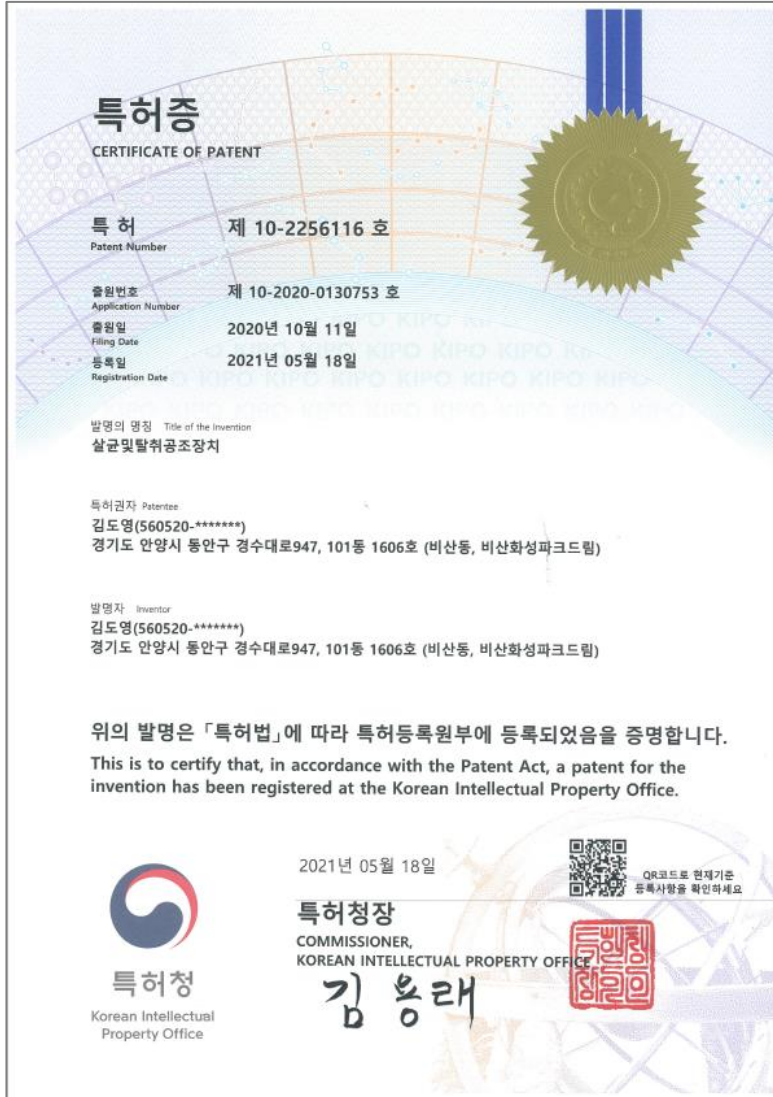 특허증
CERTIFICATE OF PATENT
특 허 제 10-2256116 호
Patent Number
출원번호 제 10-2020-0130753 호
Application Number
출원일 2020년 10월 11일
Filing Date
등록일 2021년 05월 18일
Registration Date
KIPO KIPO KIPO KIPO KIPO KIPO
발명의 명칭 Title of the Invention
살균및탈취공조장치
특허권자 Patentee
김도영(560520-*******)
경기도 안양시 동안구 경수대로947, 101동 1606호 (비산동, 비산화성파크드림)
발명자 Inventor
김도영(560520-*******)
경기도 안양시 동안구 경수대로947, 101동 1606호 (비산동, 비산화성파크드림)
위의 발명은 「특허법」에 따라 특허등록원부에 등록되었음을 증명합니다.
This is to certify that, in accordance with the Patent Act, a patent for the
invention has been registered at the Korean Intellectual Property Office.
2021년 05월 18일
QR코드로 현재기준
등록사항을 확인하세요
특허청장
COMMISSIONER,
KOREAN INTELLECTUAL PROPERTY OFFICE
김용래
특허청
Korean Intellectual
Property Office